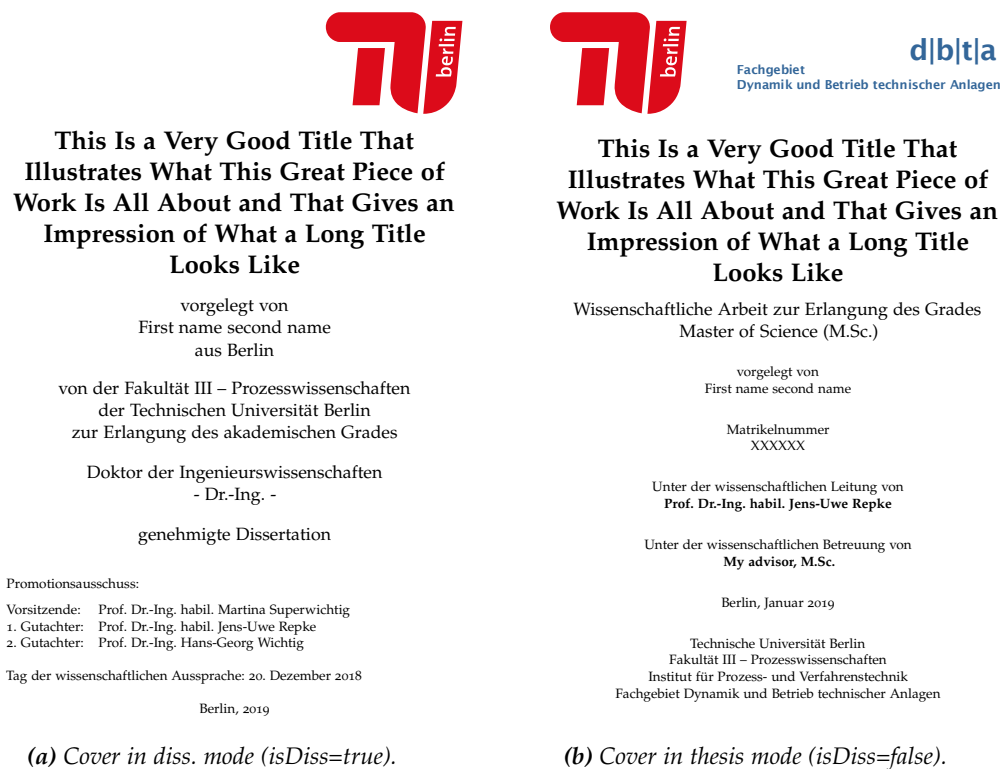 berlin
This Is a Very Good Title That
Illustrates What This Great Piece of
Work Is All About and That Gives an
Impression of What a Long Title
Looks Like
vorgelegt von
First name second name
aus Berlin
von der Fakultät III – Prozesswissenschaften
der Technischen Universität Berlin
zur Erlangung des akademischen Grades
Doktor der Ingenieurswissenschaften
- Dr.-Ing. -
genehmigte Dissertation
Promotionsausschuss:
Vorsitzende: Prof. Dr.-Ing. habil. Martina Superwichtig
1. Gutachter: Prof. Dr.-Ing. habil. Jens-Uwe Repke
2. Gutachter: Prof. Dr.-Ing. Hans-Georg Wichtig
Tag der wissenschaftlichen Aussprache: 20. Dezember 2018
Berlin, 2019
(a) Cover in diss. mode (isDiss=true).
berlin
d|b|t|a
Fachgebiet
Dynamik und Betrieb technischer Anlagen
This Is a Very Good Title That
Illustrates What This Great Piece of
Work Is All About and That Gives an
Impression of What a Long Title
Looks Like
Wissenschaftliche Arbeit zur Erlangung des Grades
Master of Science (M.Sc.)
vorgelegt von
First name second name
Matrikelnummer
XXXXXX
Unter der wissenschaftlichen Leitung von
Prof. Dr.-Ing. habil. Jens-Uwe Repke
Unter der wissenschaftlichen Betreuung von
My advisor, M.Sc.
Berlin, Januar 2019
Technische Universität Berlin
Fakultät III – Prozesswissenschaften
Institut für Prozess- und Verfahrenstechnik
Fachgebiet Dynamik und Betrieb technischer Anlagen
(b) Cover in thesis mode (isDiss=false).